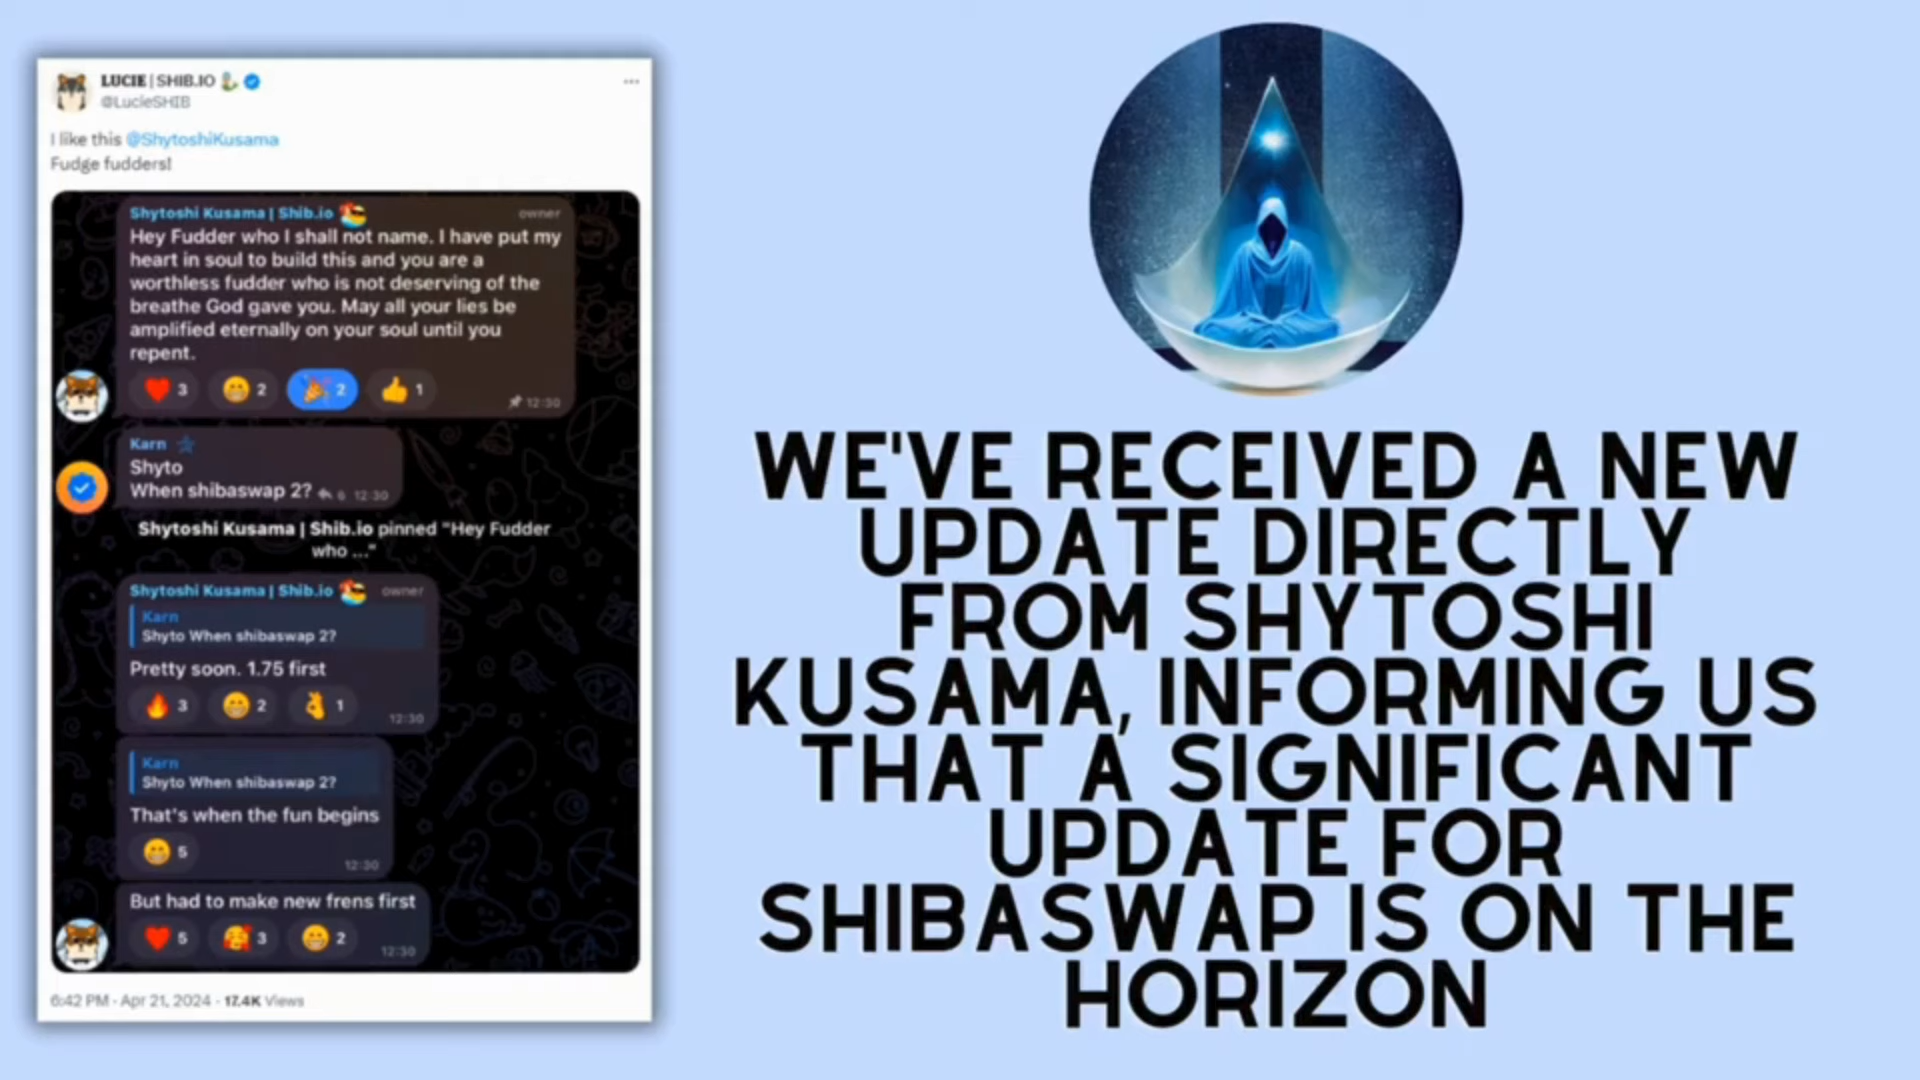 LUCIE | SHIB.IO
@LucieSHIB
I like this @ShytoshiKusama
Fudge fudders!
Shytoshi Kusama | Shib.io owner
Hey Fudder who I shall not name. I have put my
heart in soul to build this and you are a
worthless fudder who is not deserving of the
breathe God gave you. May all your lies be
amplified eternally on your soul until you
repent.
3 2 2 1
12:30
Karn
Shyto
When shibaswap 2? 6 12:30
Shytoshi Kusama | Shib.io pinned "Hey Fudder
who ..."
Shytoshi Kusama | Shib.io owner
Karn
Shyto When shibaswap 2?
Pretty soon. 1.75 first
3 2 1
12:30
Karn
Shyto When shibaswap 2?
That's when the fun begins
5
12:30
But had to make new frens first
5 3 2
12:30
6:42 PM - Apr 21, 2024 - 17.4K Views
WE'VE RECEIVED A NEW
UPDATE DIRECTLY
FROM SHYTOSHI
KUSAMA, INFORMING US
THAT A SIGNIFICANT
UPDATE FOR
SHIBASWAP IS ON THE
HORIZON